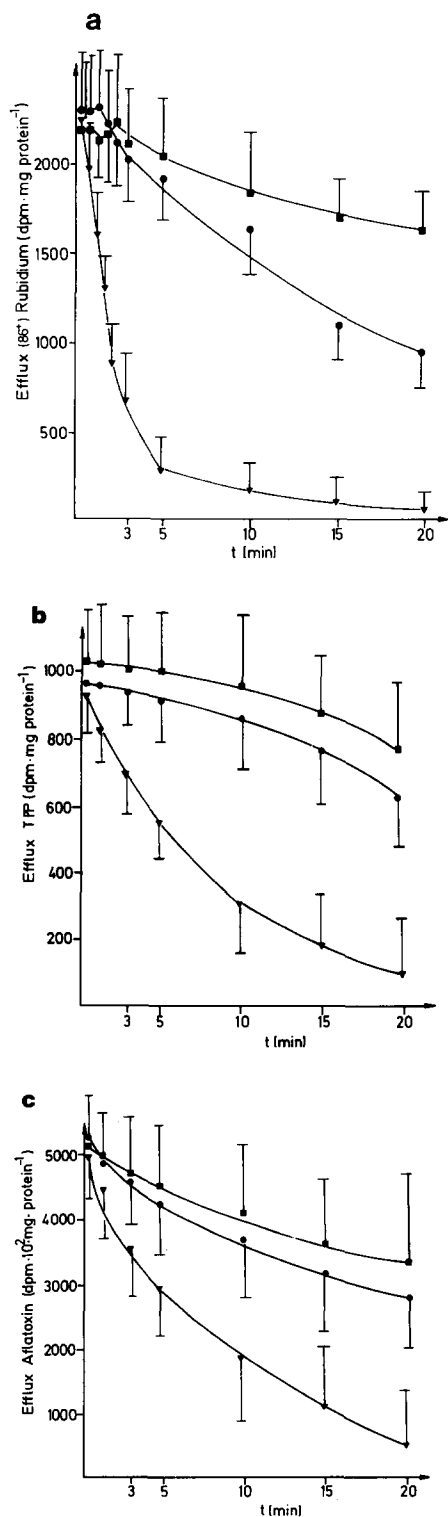 a
Efflux (86+) Rubidium (dpm·mg protein-1)
2000
1500
1000
500
3 5 10 15 20
t (min)
b
Efflux TPP (dpm·mg protein-1)
1000
800
600
400
200
3 5 10 15 20
t (min)
c
Efflux Aflatoxin (dpm·10²mg·protein-1)
5000
4000
3000
2000
1000
3 5 10 15 20
t (min)